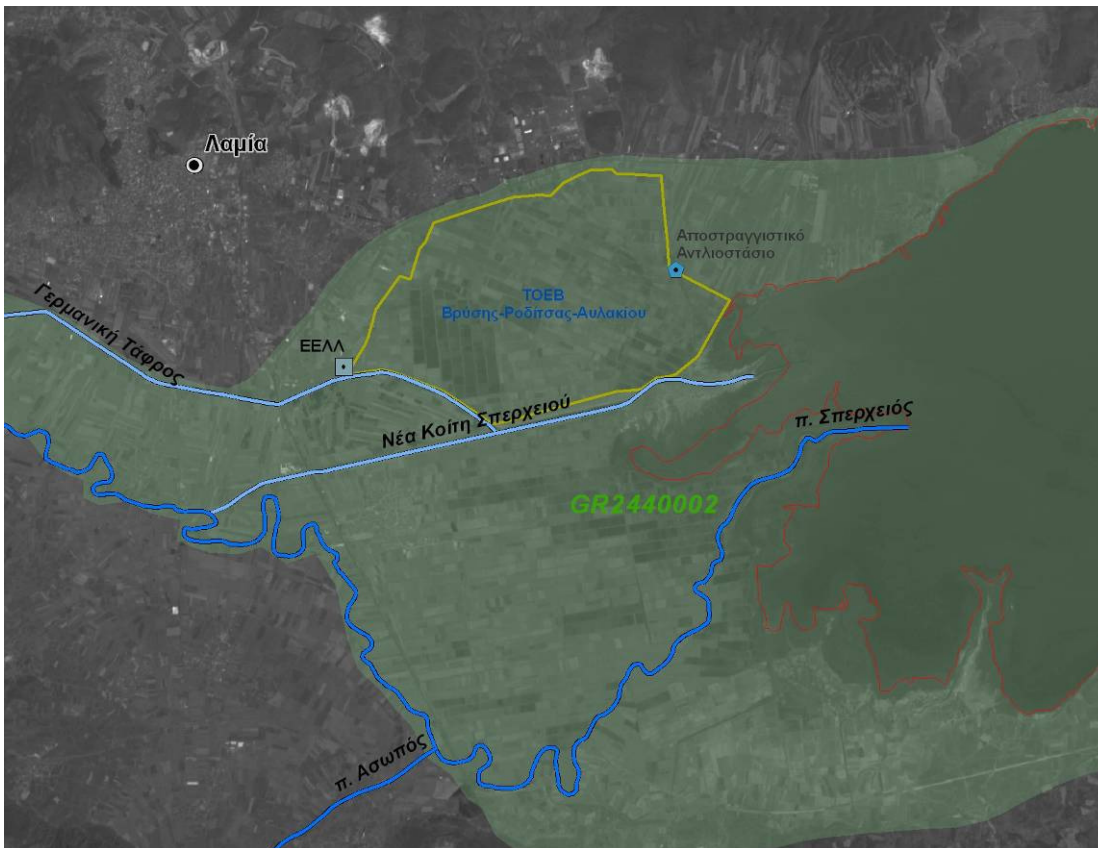 Λαμία
Αποστραγγιστικό
Αντλιοστάσιο
Γερμανική Τάφρος
ΤΟΕΒ
Βρύσης-Ροδίτσας-Αυλακίου
ΕΕΛΛ
Νέα Κοίτη Σπερχειού
π. Σπερχειός
GR2440002
π. Ασωπός